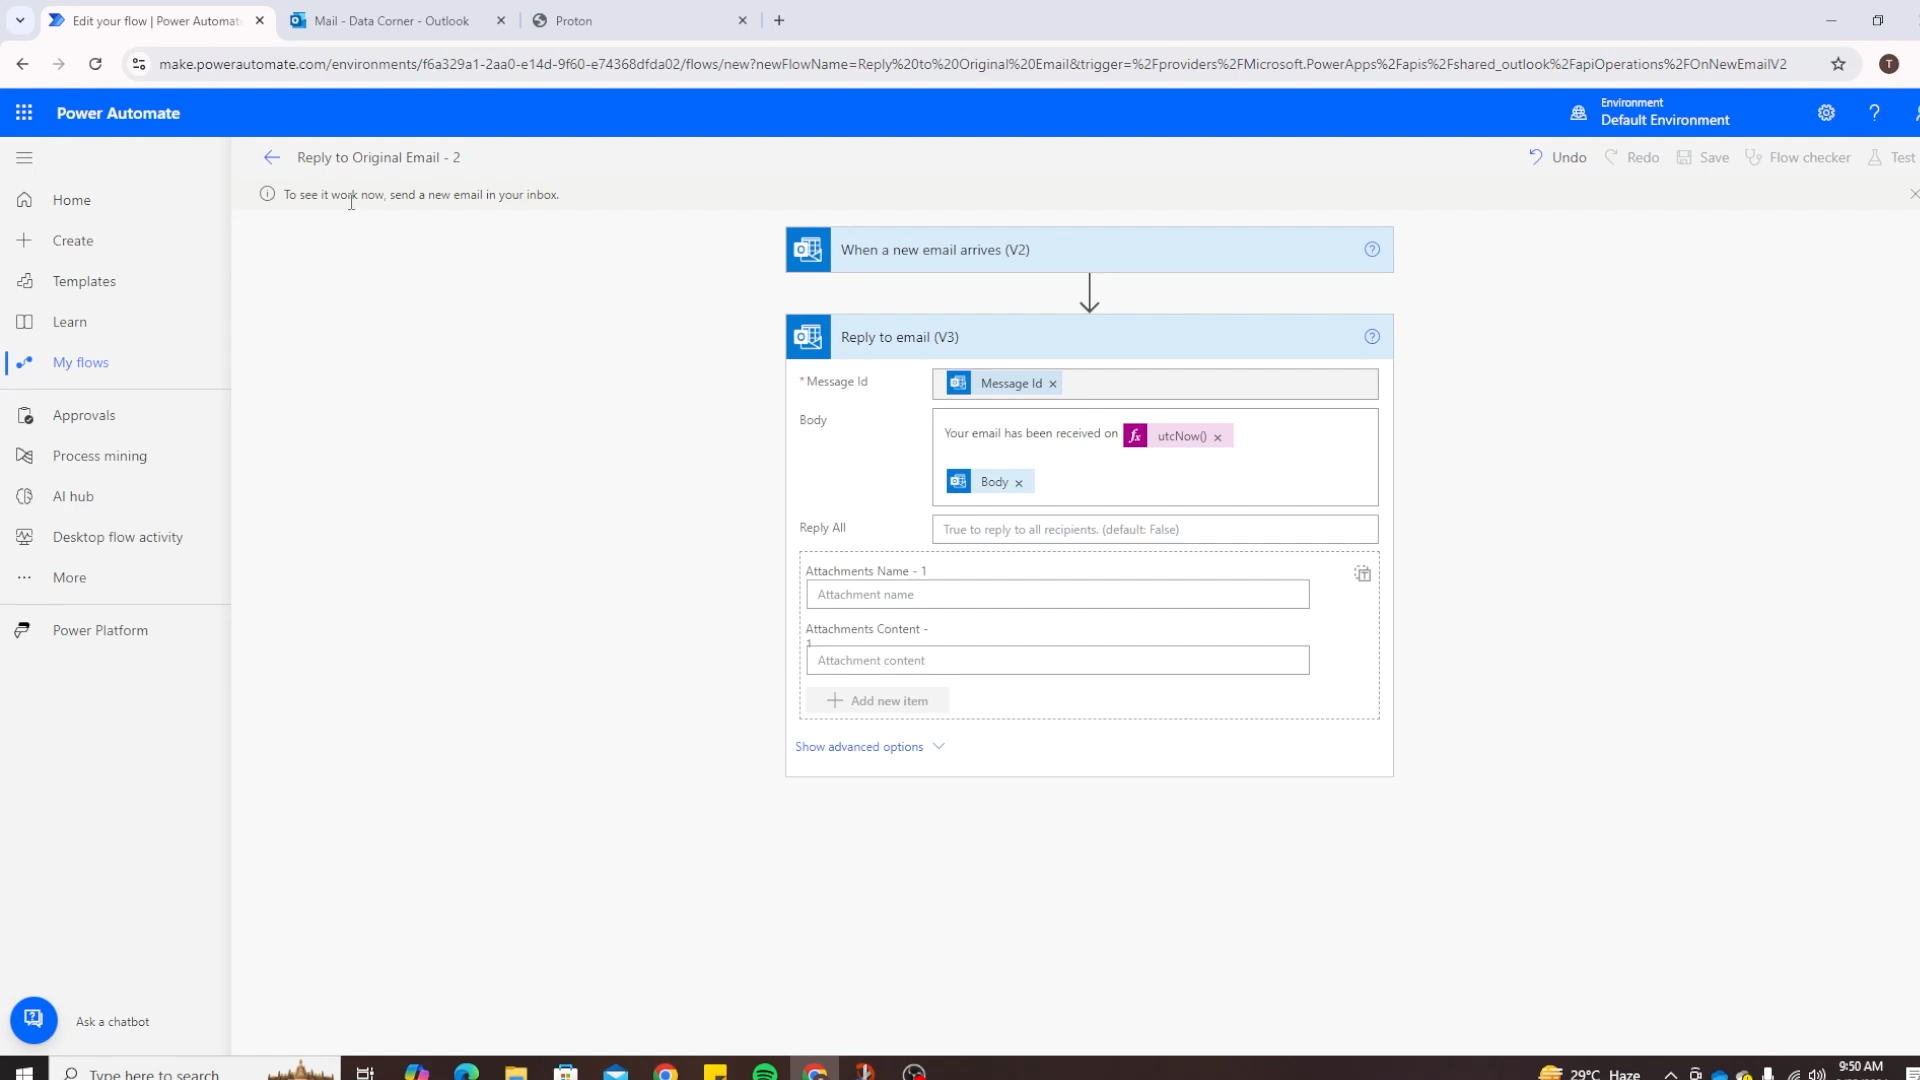 Edit your flow | Power Automat
Mail - Data Corner - Outlook
Proton
make.powerautomate.com/environments/f6a329a1-2aa0-e14d-9f60-e74368dfda02/flows/new?newFlowName=Reply%20to%20Original%20Email&trigger=%2Fproviders%2FMicrosoft.PowerApps%2Fapis%2Fshared_outlook%2FapiOperations%2FOnNewEmailV2
T
Power Automate
Environment
Default Environment
?
Reply to Original Email - 2
Undo
Redo
Save
Flow checker
Test
To see it work now, send a new email in your inbox.
Home
Create
Templates
Learn
My flows
Approvals
Process mining
AI hub
Desktop flow activity
More
Power Platform
Ask a chatbot
When a new email arrives (V2)
Reply to email (V3)
* Message Id
Message Id ×
Body
Your email has been received on fx utcNow() ×
Body ×
Reply All
True to reply to all recipients. (default: False)
Attachments Name - 1
Attachment name
Attachments Content -
1
Attachment content
Add new item
Show advanced options
Type here to search
29°C Haze
9:50 AM